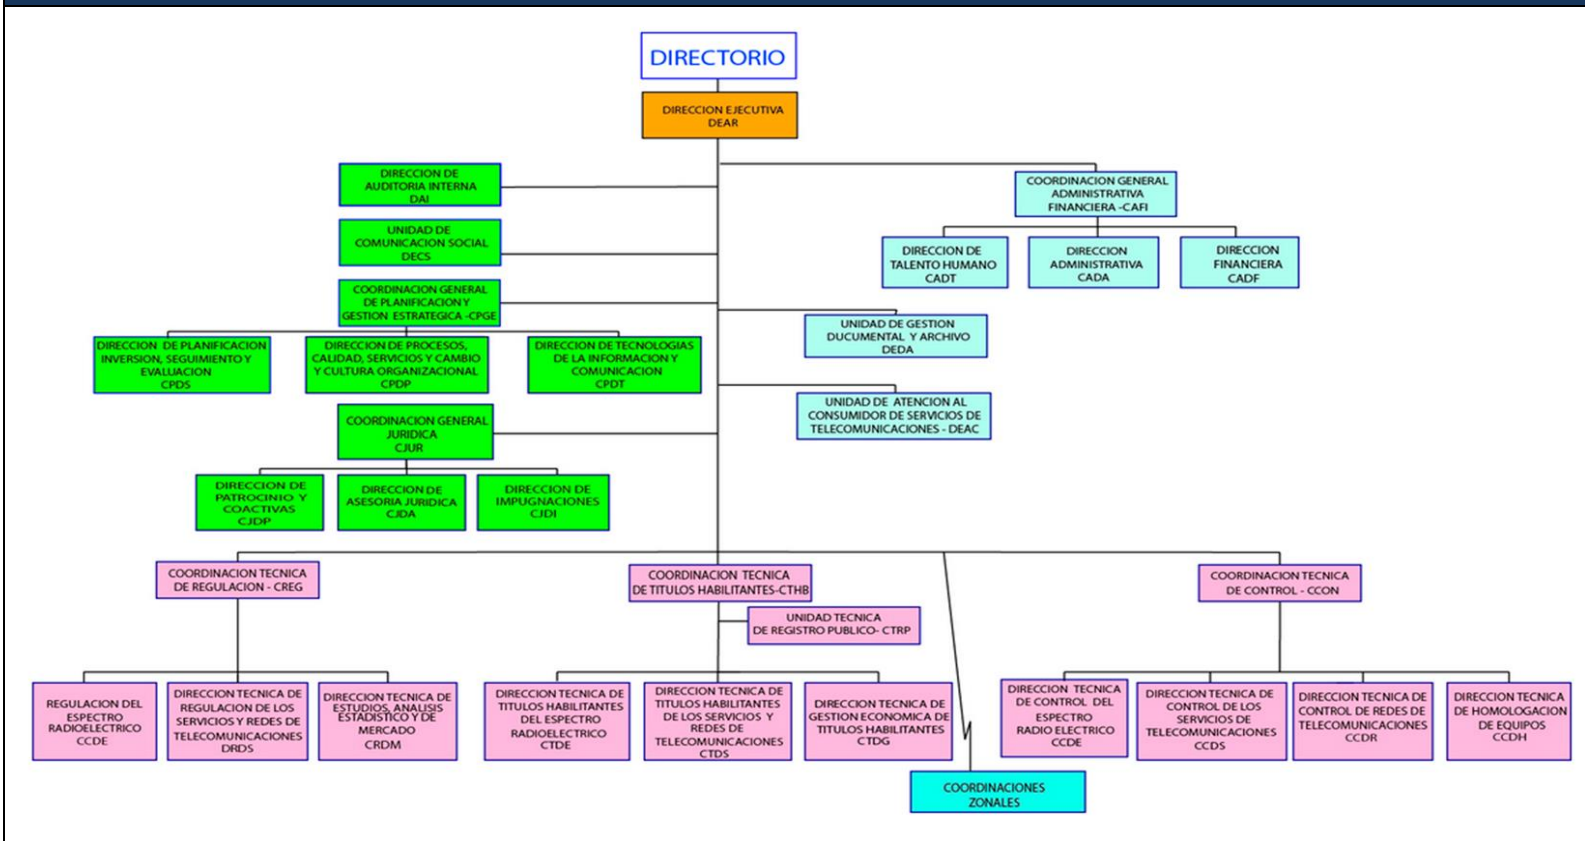 DIRECTORIO
DIRECCION EJECUTIVA
DEAR
DIRECCION DE
AUDITORIA INTERNA
DAI
UNIDAD DE
COMUNICACION SOCIAL
DECS
COORDINACION GENERAL
DE PLANIFICACION Y
GESTION ESTRATEGICA -CPGE
DIRECCION DE PLANIFICACION
INVERSION, SEGUIMIENTO Y
EVALUACION
CPDS
DIRECCION DE PROCESOS,
CALIDAD, SERVICIOS Y CAMBIO
Y CULTURA ORGANIZACIONAL
CPDP
DIRECCION DE TECNOLOGIAS
DE LA INFORMACION Y
COMUNICACION
CPDT
COORDINACION GENERAL
JURIDICA
CJUR
DIRECCION DE
PATROCINIO Y
COACTIVAS
CJDP
DIRECCION DE
ASESORIA JURIDICA
CJDA
DIRECCION DE
IMPUGNACIONES
CJDI
COORDINACION GENERAL
ADMINISTRATIVA
FINANCIERA -CAFI
DIRECCION DE
TALENTO HUMANO
CADT
DIRECCION
ADMINISTRATIVA
CADA
DIRECCION
FINANCIERA
CADF
UNIDAD DE GESTION
DUCUMENTAL Y ARCHIVO
DEDA
UNIDAD DE ATENCION AL
CONSUMIDOR DE SERVICIOS DE
TELECOMUNICACIONES - DEAC
COORDINACION TECNICA
DE REGULACION - CREG
REGULACION DEL
ESPECTRO
RADIOELECTRICO
CCDE
DIRECCION TECNICA DE
REGULACION DE LOS
SERVICIOS Y REDES DE
TELECOMUNICACIONES
DRDS
DIRECCION TECNICA DE
ESTUDIOS, ANALISIS
ESTADISTICO Y DE
MERCADO
CRDM
COORDINACION TECNICA
DE TITULOS HABILITANTES-CTHB
UNIDAD TECNICA
DE REGISTRO PUBLICO- CTRP
DIRECCION TECNICA DE
TITULOS HABILITANTES
DEL ESPECTRO
RADIOELECTRICO
CTDE
DIRECCION TECNICA DE
TITULOS HABILITANTES
DE LOS SERVICIOS Y
REDES DE
TELECOMUNICACIONES
CTDS
DIRECCION TECNICA DE
GESTION ECONOMICA DE
TITULOS HABILITANTES
CTDG
COORDINACION TECNICA
DE CONTROL - CCON
DIRECCION TECNICA
DE CONTROL DEL
ESPECTRO
RADIO ELECTRICO
CCDE
DIRECCION TECNICA DE
CONTROL DE LOS
SERVICIOS DE
TELECOMUNICACIONES
CCDS
DIRECCION TECNICA DE
CONTROL DE REDES DE
TELECOMUNICACIONES
CCDR
DIRECCION TECNICA
DE HOMOLOGACION
DE EQUIPOS
CCDH
COORDINACIONES
ZONALES